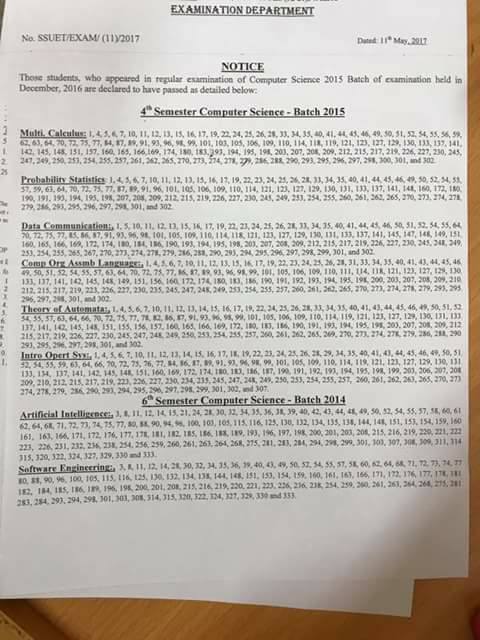 EXAMINATION DEPARTMENT
No. SSUET/EXAM/ (11)/2017 Dated: 11th May, 2017
NOTICE
Those students, who appeared in regular examination of Computer Science 2015 Batch of examination held in
December, 2016 are declared to have passed as detailed below:
4th Semester Computer Science - Batch 2015
Multi. Calculus: 1, 4, 5, 6, 7, 10, 11, 12, 13, 15, 16, 17, 19, 22, 24, 25, 26, 28, 33, 34, 35, 40, 41, 44, 45, 46, 49, 50, 51, 52, 54, 55, 56, 59,
62, 63, 64, 70, 72, 75, 77, 84, 87, 89, 91, 93, 96, 98, 99, 101, 103, 105, 106, 109, 110, 114, 118, 119, 121, 123, 127, 129, 130, 133, 137, 141,
142, 145, 148, 151, 157, 160, 165, 166, 169, 174, 180, 183, 193, 194, 195, 198, 203, 207, 208, 209, 212, 215, 217, 219, 226, 227, 230, 245,
247, 249, 250, 253, 254, 255, 257, 261, 262, 265, 270, 273, 274, 278, 279, 286, 288, 290, 293, 295, 296, 297, 298, 300, 301, and 302.
Probability Statistics: 1, 4, 5, 6, 7, 10, 11, 12, 13, 15, 16, 17, 19, 22, 24, 25, 26, 28, 33, 34, 35, 40, 41, 44, 45, 46, 49, 50, 52, 54, 55,
57, 59, 63, 64, 70, 72, 75, 77, 87, 89, 91, 96, 101, 105, 106, 109, 110, 114, 121, 123, 127, 129, 130, 131, 133, 137, 141, 148, 160, 172, 180,
190, 191, 193, 194, 195, 198, 207, 208, 209, 212, 215, 219, 226, 227, 230, 245, 247, 248, 249, 253, 254, 255, 260, 261, 262, 265, 270, 273, 274, 278,
279, 286, 293, 295, 296, 297, 298, 301, and 302.
Data Communication:, 1, 5, 10, 11, 12, 13, 15, 16, 17, 19, 22, 23, 24, 25, 26, 28, 33, 34, 35, 40, 41, 44, 45, 46, 49, 50, 51, 52, 54, 55, 64,
70, 72, 75, 77, 85, 86, 87, 91, 93, 96, 98, 101, 105, 106, 109, 110, 114, 118, 121, 123, 127, 129, 130, 131, 133, 137, 141, 145, 147, 148, 149, 151,
160, 165, 166, 169, 172, 174, 180, 184, 186, 190, 193, 194, 195, 198, 203, 207, 208, 209, 212, 215, 217, 219, 226, 227, 230, 245, 248, 249,
253, 254, 255, 265, 267, 270, 273, 274, 278, 279, 286, 288, 290, 293, 294, 295, 296, 297, 298, 299, 301, and 302.
Comp Org Assmb Language:, 1, 4, 5, 6, 7, 10, 11, 12, 13, 15, 16, 17, 19, 22, 23, 24, 25, 26, 28, 31, 33, 34, 35, 40, 41, 43, 44, 45, 46,
49, 50, 51, 52, 54, 55, 57, 63, 64, 70, 72, 75, 77, 86, 87, 89, 93, 96, 98, 99, 101, 105, 106, 109, 110, 114, 118, 121, 123, 127, 129, 130,
133, 137, 141, 142, 145, 148, 149, 151, 156, 160, 172, 174, 180, 183, 186, 190, 191, 193, 194, 195, 196, 198, 200, 203, 207, 208, 209, 210
212, 215, 217, 219, 223, 226, 227, 230, 235, 245, 247, 248, 249, 253, 254, 255, 257, 260, 261, 262, 265, 270, 273, 274, 278, 279, 293, 295
296, 297, 298, 301, and 302.
Theory of Automata:, 1, 4, 5, 6, 7, 10, 11, 12, 13, 14, 15, 16, 17, 19, 22, 24, 25, 26, 28, 33, 34, 35, 40, 41, 43, 44, 45, 46, 49, 50, 51, 52
54, 55, 57, 63, 64, 66, 70, 72, 75, 77, 78, 82, 86, 87, 91, 93, 96, 98, 99, 101, 105, 106, 109, 110, 114, 119, 121, 123, 127, 129, 130, 131, 133
137, 141, 142, 145, 148, 151, 155, 156, 157, 160, 165, 166, 169, 172, 180, 183, 186, 190, 191, 193, 194, 195, 198, 203, 207, 208, 209, 212
215, 217, 219, 226, 227, 230, 245, 247, 248, 249, 250, 253, 254, 255, 257, 260, 261, 262, 265, 269, 270, 273, 274, 278, 279, 286, 288, 290
293, 295, 296, 297, 298, 301, and 302.
Intro Opert Sys:, 1, 4, 5, 6, 7, 10, 11, 12, 13, 14, 15, 16, 17, 18, 19, 22, 23, 24, 25, 26, 28, 29, 34, 35, 36, 40, 41, 43, 44, 45, 46, 49, 50, 51
52, 54, 55, 59, 63, 64, 66, 70, 72, 75, 76, 77, 84, 86, 87, 89, 91, 93, 96, 98, 99, 101, 105, 106, 109, 110, 114, 119, 121, 123, 127, 129, 130, 131
133, 134, 137, 141, 142, 145, 148, 151, 160, 169, 172, 174, 180, 183, 186, 187, 190, 191, 192, 193, 194, 195, 198, 199, 203, 206, 207, 208
209, 210, 212, 215, 217, 219, 223, 226, 227, 230, 234, 235, 245, 247, 248, 249, 250, 253, 254, 255, 257, 260, 261, 262, 263, 265, 270, 273
274, 278, 279, 286, 288, 290, 293, 294, 295, 296, 297, 298, 299, 301, 302, and 307.
6th Semester Computer Science - Batch 2014
Artificial Intelligence:, 3, 8, 11, 12, 14, 15, 21, 24, 28, 30, 32, 34, 35, 36, 38, 39, 40, 42, 43, 44, 48, 49, 50, 52, 54, 55, 57, 58, 60, 61
62, 64, 68, 71, 72, 73, 74, 75, 77, 80, 88, 90, 94, 96, 100, 103, 105, 115, 116, 125, 130, 132, 134, 135, 138, 144, 148, 151, 153, 154, 159, 160
161, 163, 166, 171, 172, 176, 177, 178, 181, 182, 185, 186, 188, 189, 193, 196, 197, 198, 200, 201, 203, 208, 215, 216, 219, 220, 221, 222
223, 226, 231, 232, 236, 238, 254, 256, 259, 260, 261, 263, 264, 268, 275, 281, 283, 284, 294, 298, 299, 301, 303, 307, 308, 309, 311, 314
315, 320, 322, 324, 327, 329, 330 and 333.
Software Engineering:, 3, 8, 11, 12, 14, 28, 30, 32, 34, 35, 36, 39, 40, 43, 49, 50, 52, 54, 55, 57, 58, 60, 62, 64, 68, 71, 72, 73, 74, 77
80, 88, 90, 96, 100, 105, 115, 116, 125, 130, 132, 134, 138, 144, 148, 151, 153, 154, 159, 160, 161, 163, 166, 171, 172, 176, 177, 178, 181
182, 184, 185, 186, 189, 196, 198, 200, 201, 208, 215, 216, 219, 220, 221, 223, 226, 236, 238, 254, 259, 260, 261, 263, 264, 268, 275, 281
283, 284, 293, 294, 298, 301, 303, 308, 314, 315, 320, 322, 324, 327, 329, 330 and 333.